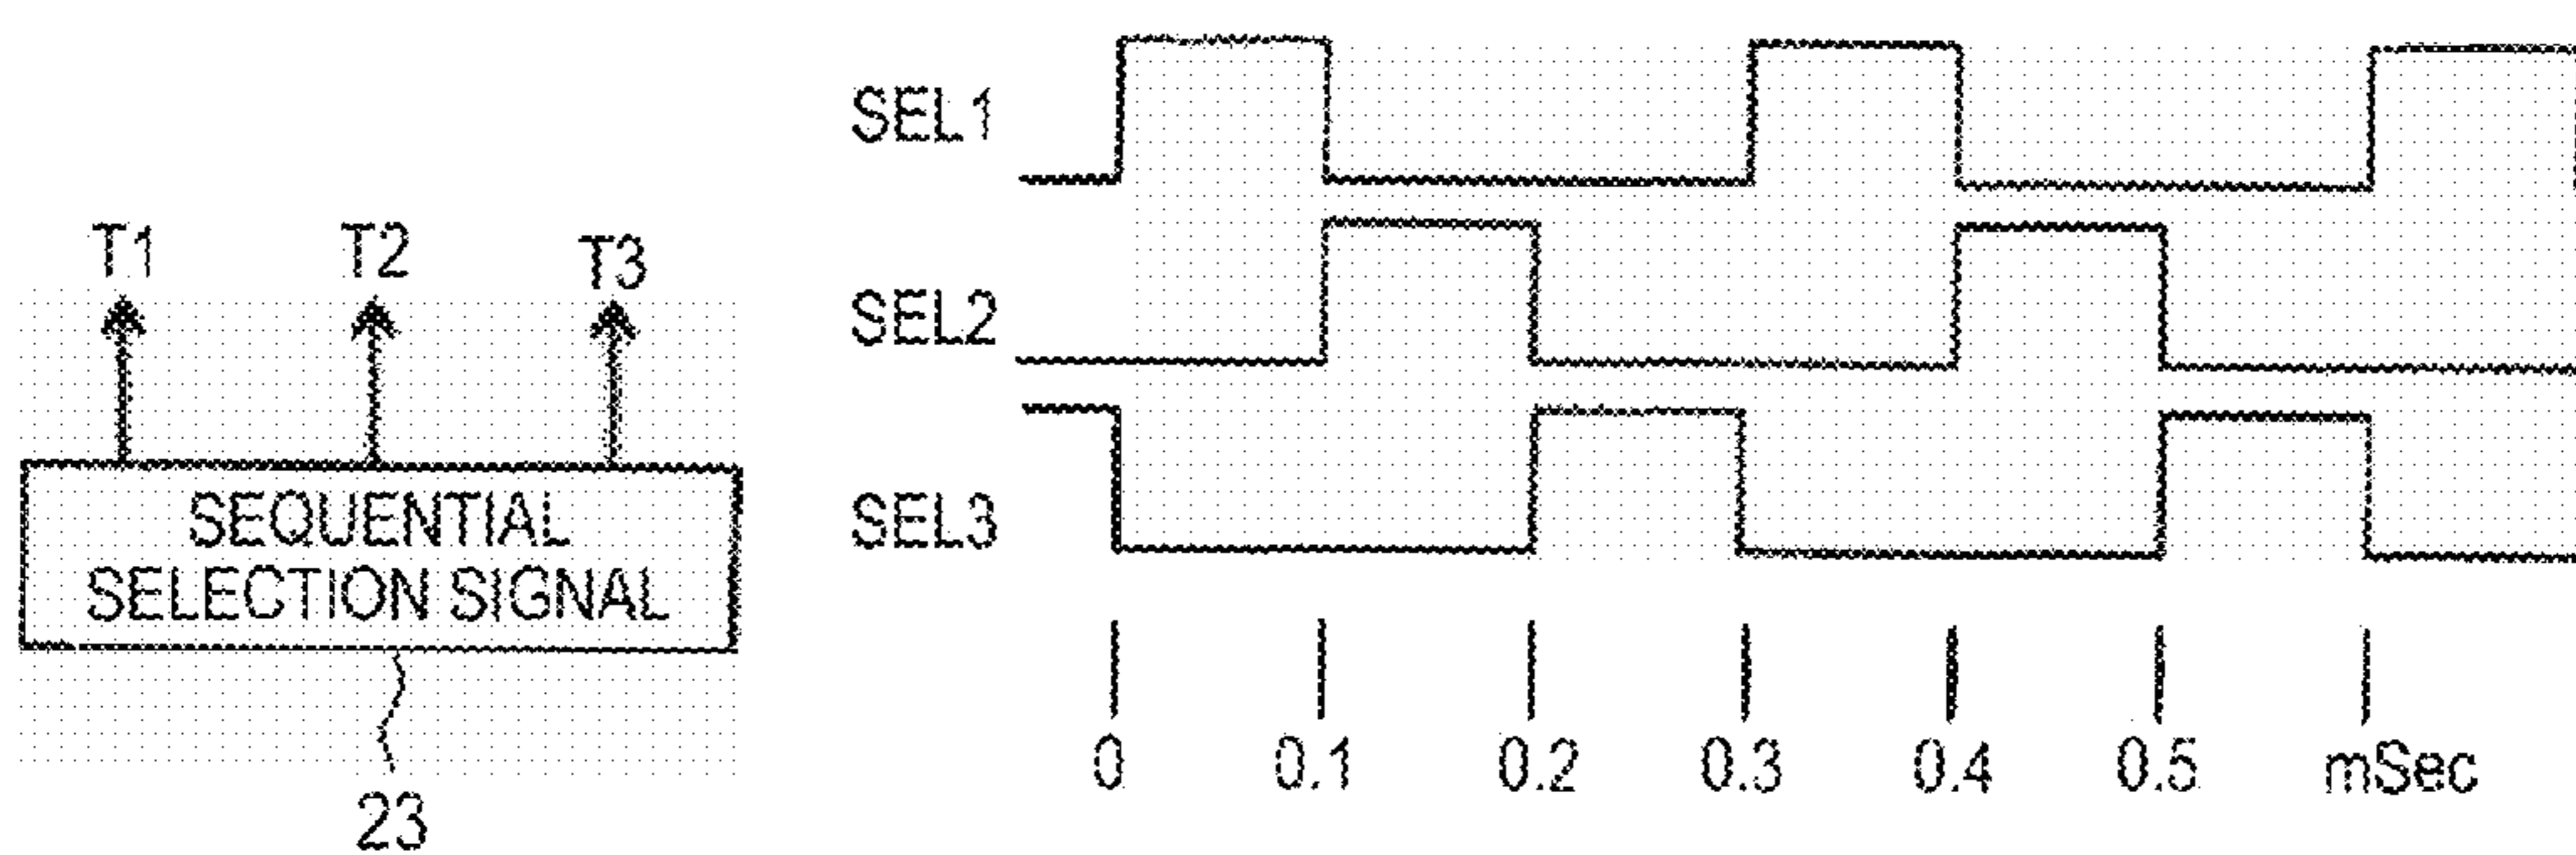 T1 T2 T3
SEQUENTIAL
SELECTION SIGNAL
23
SEL1
SEL2
SEL3
0 0.1 0.2 0.3 0.4 0.5 mSec